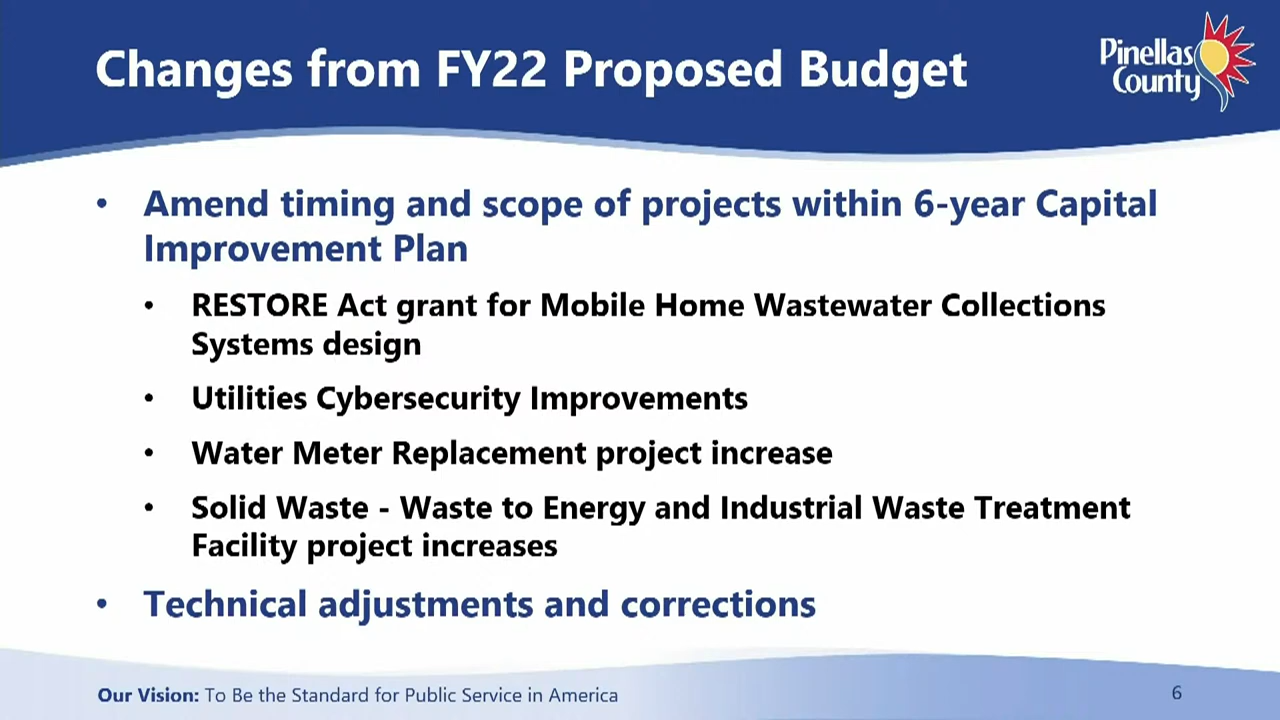 Changes from FY22 Proposed Budget
Pinellas
County
• Amend timing and scope of projects within 6-year Capital
Improvement Plan
• RESTORE Act grant for Mobile Home Wastewater Collections
Systems design
• Utilities Cybersecurity Improvements
• Water Meter Replacement project increase
• Solid Waste - Waste to Energy and Industrial Waste Treatment
Facility project increases
• Technical adjustments and corrections
Our Vision: To Be the Standard for Public Service in America
6